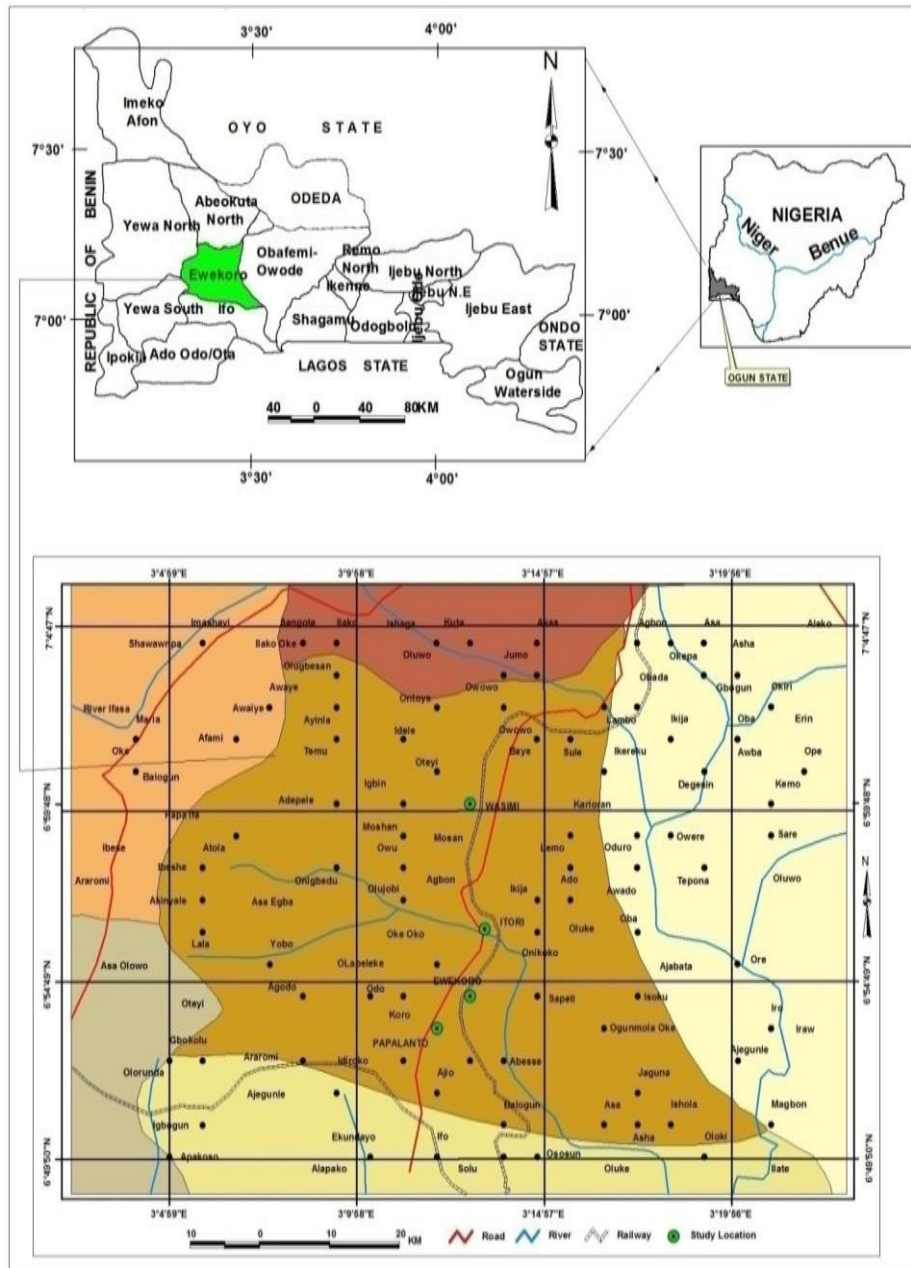 3°30' 4°00'
N
Imeko
Afon
OYO STATE
7°30' 7°30'
REPUBLIC OF BENIN
Abeokuta
North
ODEDA
Yewa North
Obafemi-
Owode
Remo
North
Ijebu North
Ewekoro
Ikenne
Ijebu N.E
Ijebu Ode
Yewa South
Ifo
Shagamu
Odogbolu
Ijebu East
7°00' 7°00'
ONDO
STATE
Ipokia
Ado Odo/Ota
LAGOS STATE
Ogun
Waterside
40 0 40 80KM
3°30' 4°00'
NIGERIA
Niger
Benue
OGUN STATE
3°4'59"E 3°9'58"E 3°14'57"E 3°19'56"E
7°4'47"N 7°4'47"N
Imashayi Ilako Ishaga Kuta Agbon Asa Alako
Shawawnpa Ilako Oke Oluwo Jumo Okepa Asha
Orugbesan
Awaye Owowo Obada Gbogun Okiri
River Ifasa Awaiye Ontoye
Maria Ayinla Lambo Ikija Oba Erin
Oke Afami Temu Idele Owowo
Baye Sule Ikereku Awba Ope
Balogun Oteyi Degesin
Igbin Kemo
Adepele WASIMI Karioran
6°59'48"N 6°59'48"N
Papa Ifa
Moshan Mosan
Ibese Atola Owu Lemo Oduro Owere Sare
Ibeshe Onigbedu Olujobi Agbon Ado Tepona Oluwo
Araromi
Akinyale Asa Egba Ikija Awado
ITORI Oba
Lala Yobo Oke Oko Oluke
Onikoko
Asa Olowo OLapeleke Ajabata Ore
6°54'49"N 6°54'49"N
EWEKORO
Agodo Odo Sapeti Isoku
Oteyi Koro Iro
Ogunmola Oke Iraw
Gbokolu PAPALANTO
Ajegunle
Olorunda Araromi Idiroko Abesse
Ajegunle Ajio Jaguna
Balogun Asa Ishola Magbon
Igbogun Ekundayo Ifo Asha Oloki
6°49'50"N 6°49'50"N
Apakoso Alapako Solu Ososun Oluke Ilate
N
3°4'59"E 3°9'58"E 3°14'57"E 3°19'56"E
10 0 10 20
KM
Road River Railway Study Location